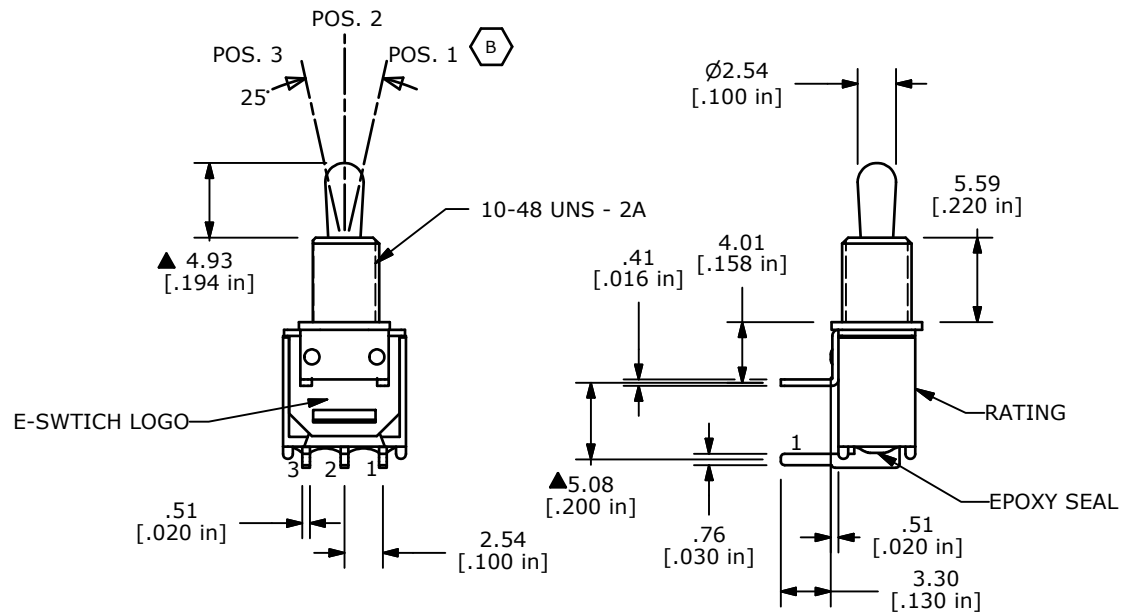 POS. 2
POS. 3
POS. 1
B
25°
▲ 4.93
[.194 in]
10-48 UNS - 2A
E-SWTICH LOGO
3
2
1
.51
[.020 in]
2.54
[.100 in]
Ø2.54
[.100 in]
5.59
[.220 in]
4.01
[.158 in]
.41
[.016 in]
RATING
1
▲5.08
[.200 in]
EPOXY SEAL
.76
[.030 in]
.51
[.020 in]
3.30
[.130 in]